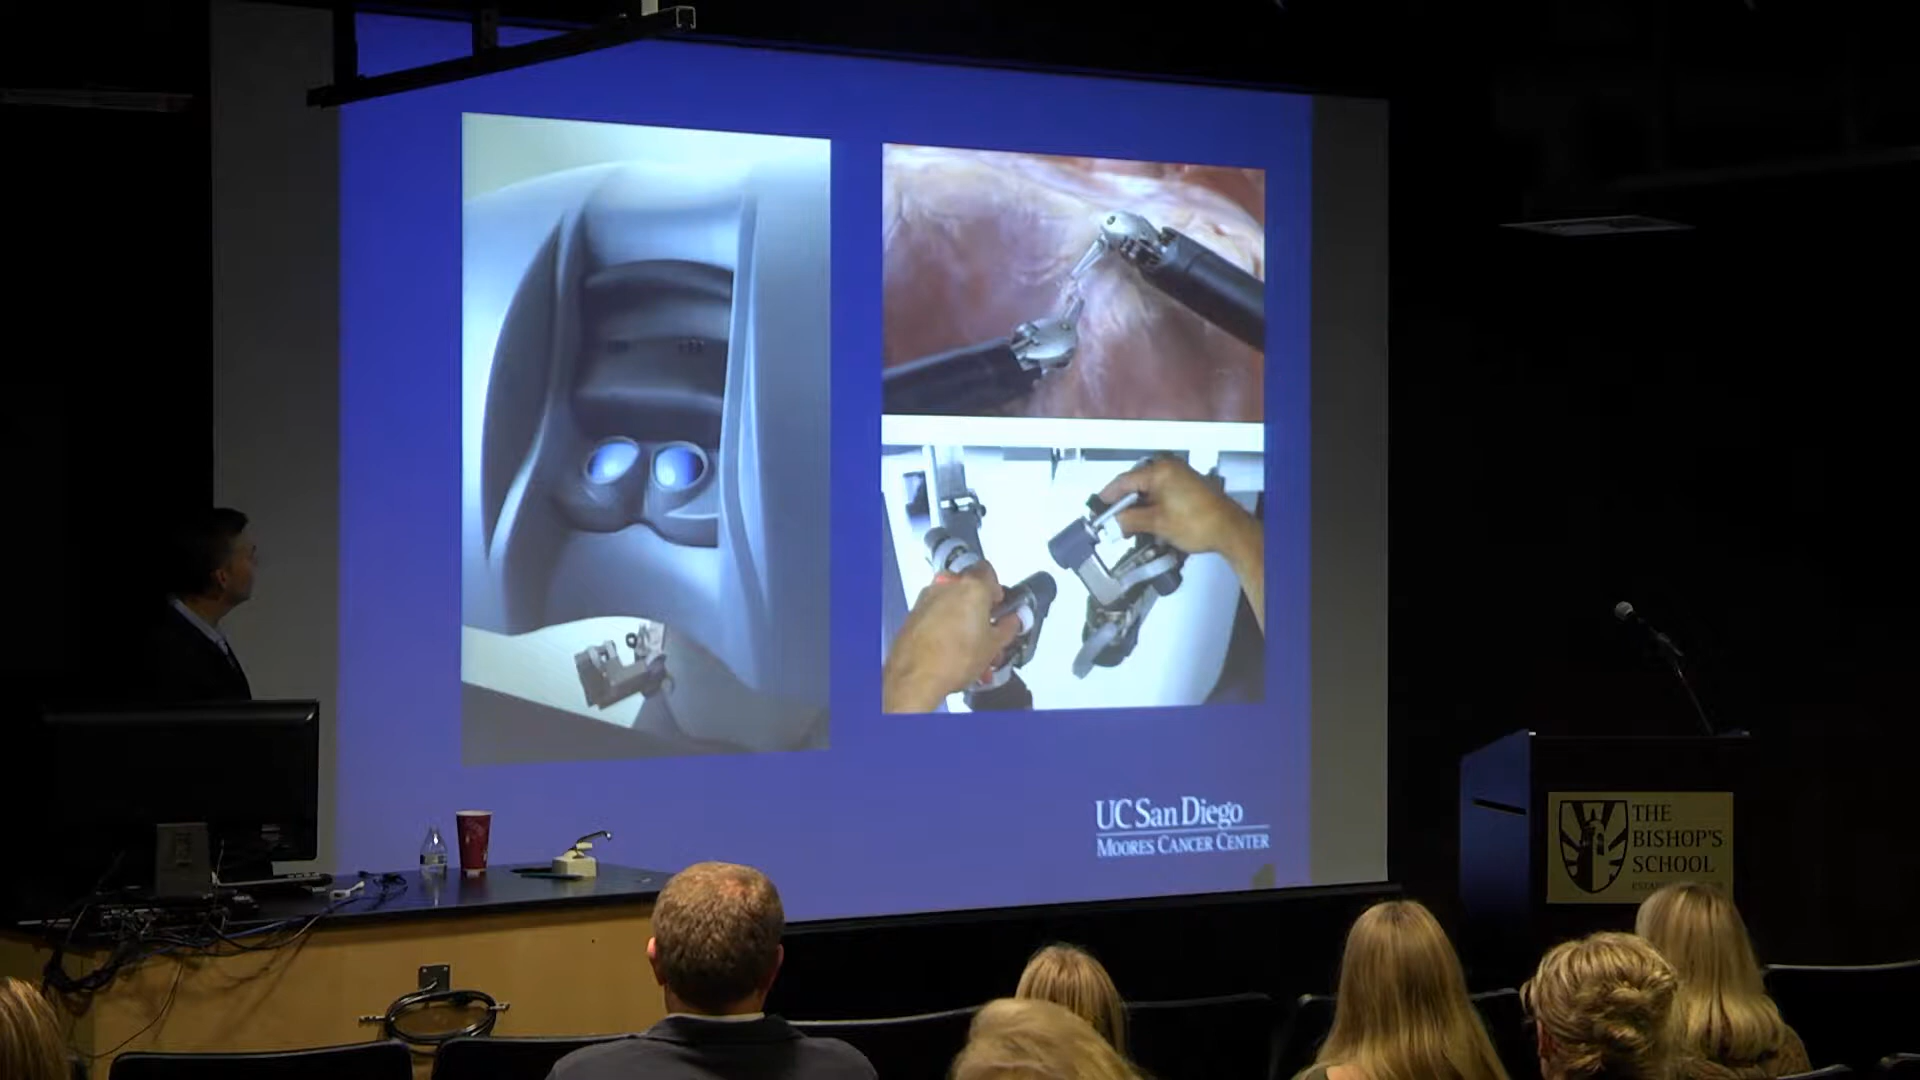 UC San Diego
MOORES CANCER CENTER
THE
BISHOP'S
SCHOOL